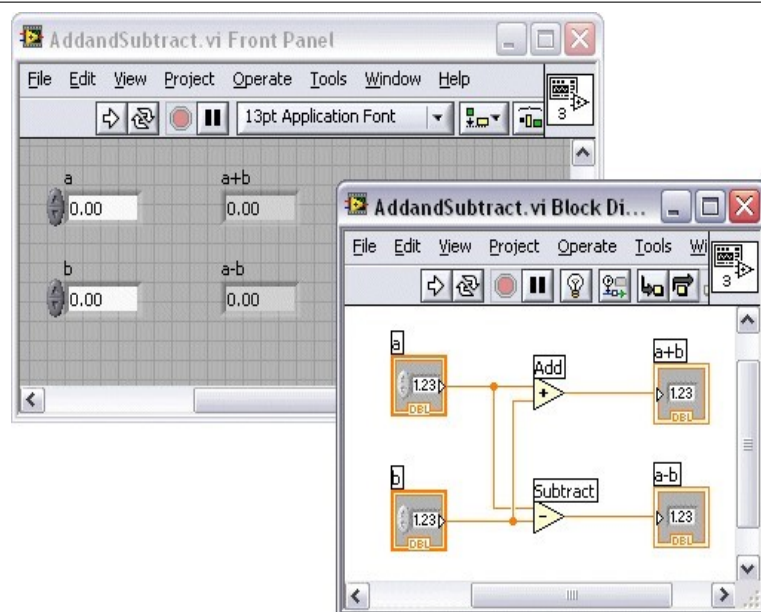 AddandSubtract.vi Front Panel
File Edit View Project Operate Tools Window Help
13pt Application Font
3
a
0.00
a+b
0.00
b
0.00
a-b
0.00
AddandSubtract.vi Block Di...
File Edit View Project Operate Tools Wi
3
a
1.23
DBL
Add
+
a+b
1.23
DBL
b
1.23
DBL
Subtract
-
a-b
1.23
DBL